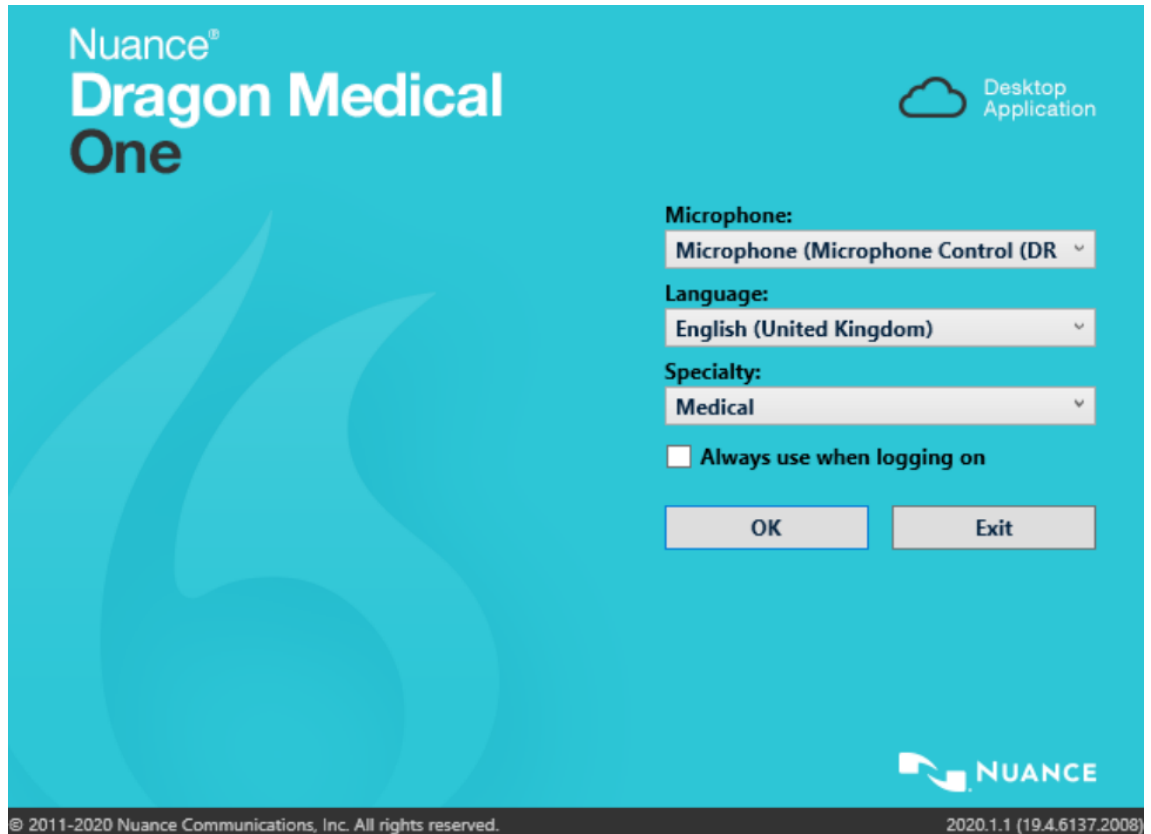 Nuance®
Dragon Medical
One
Desktop
Application
Microphone:
Microphone (Microphone Control (DR
Language:
English (United Kingdom)
Specialty:
Medical
Always use when logging on
OK Exit
NUANCE
© 2011-2020 Nuance Communications, Inc. All rights reserved. 2020.1.1 (19.4.6137.2008)